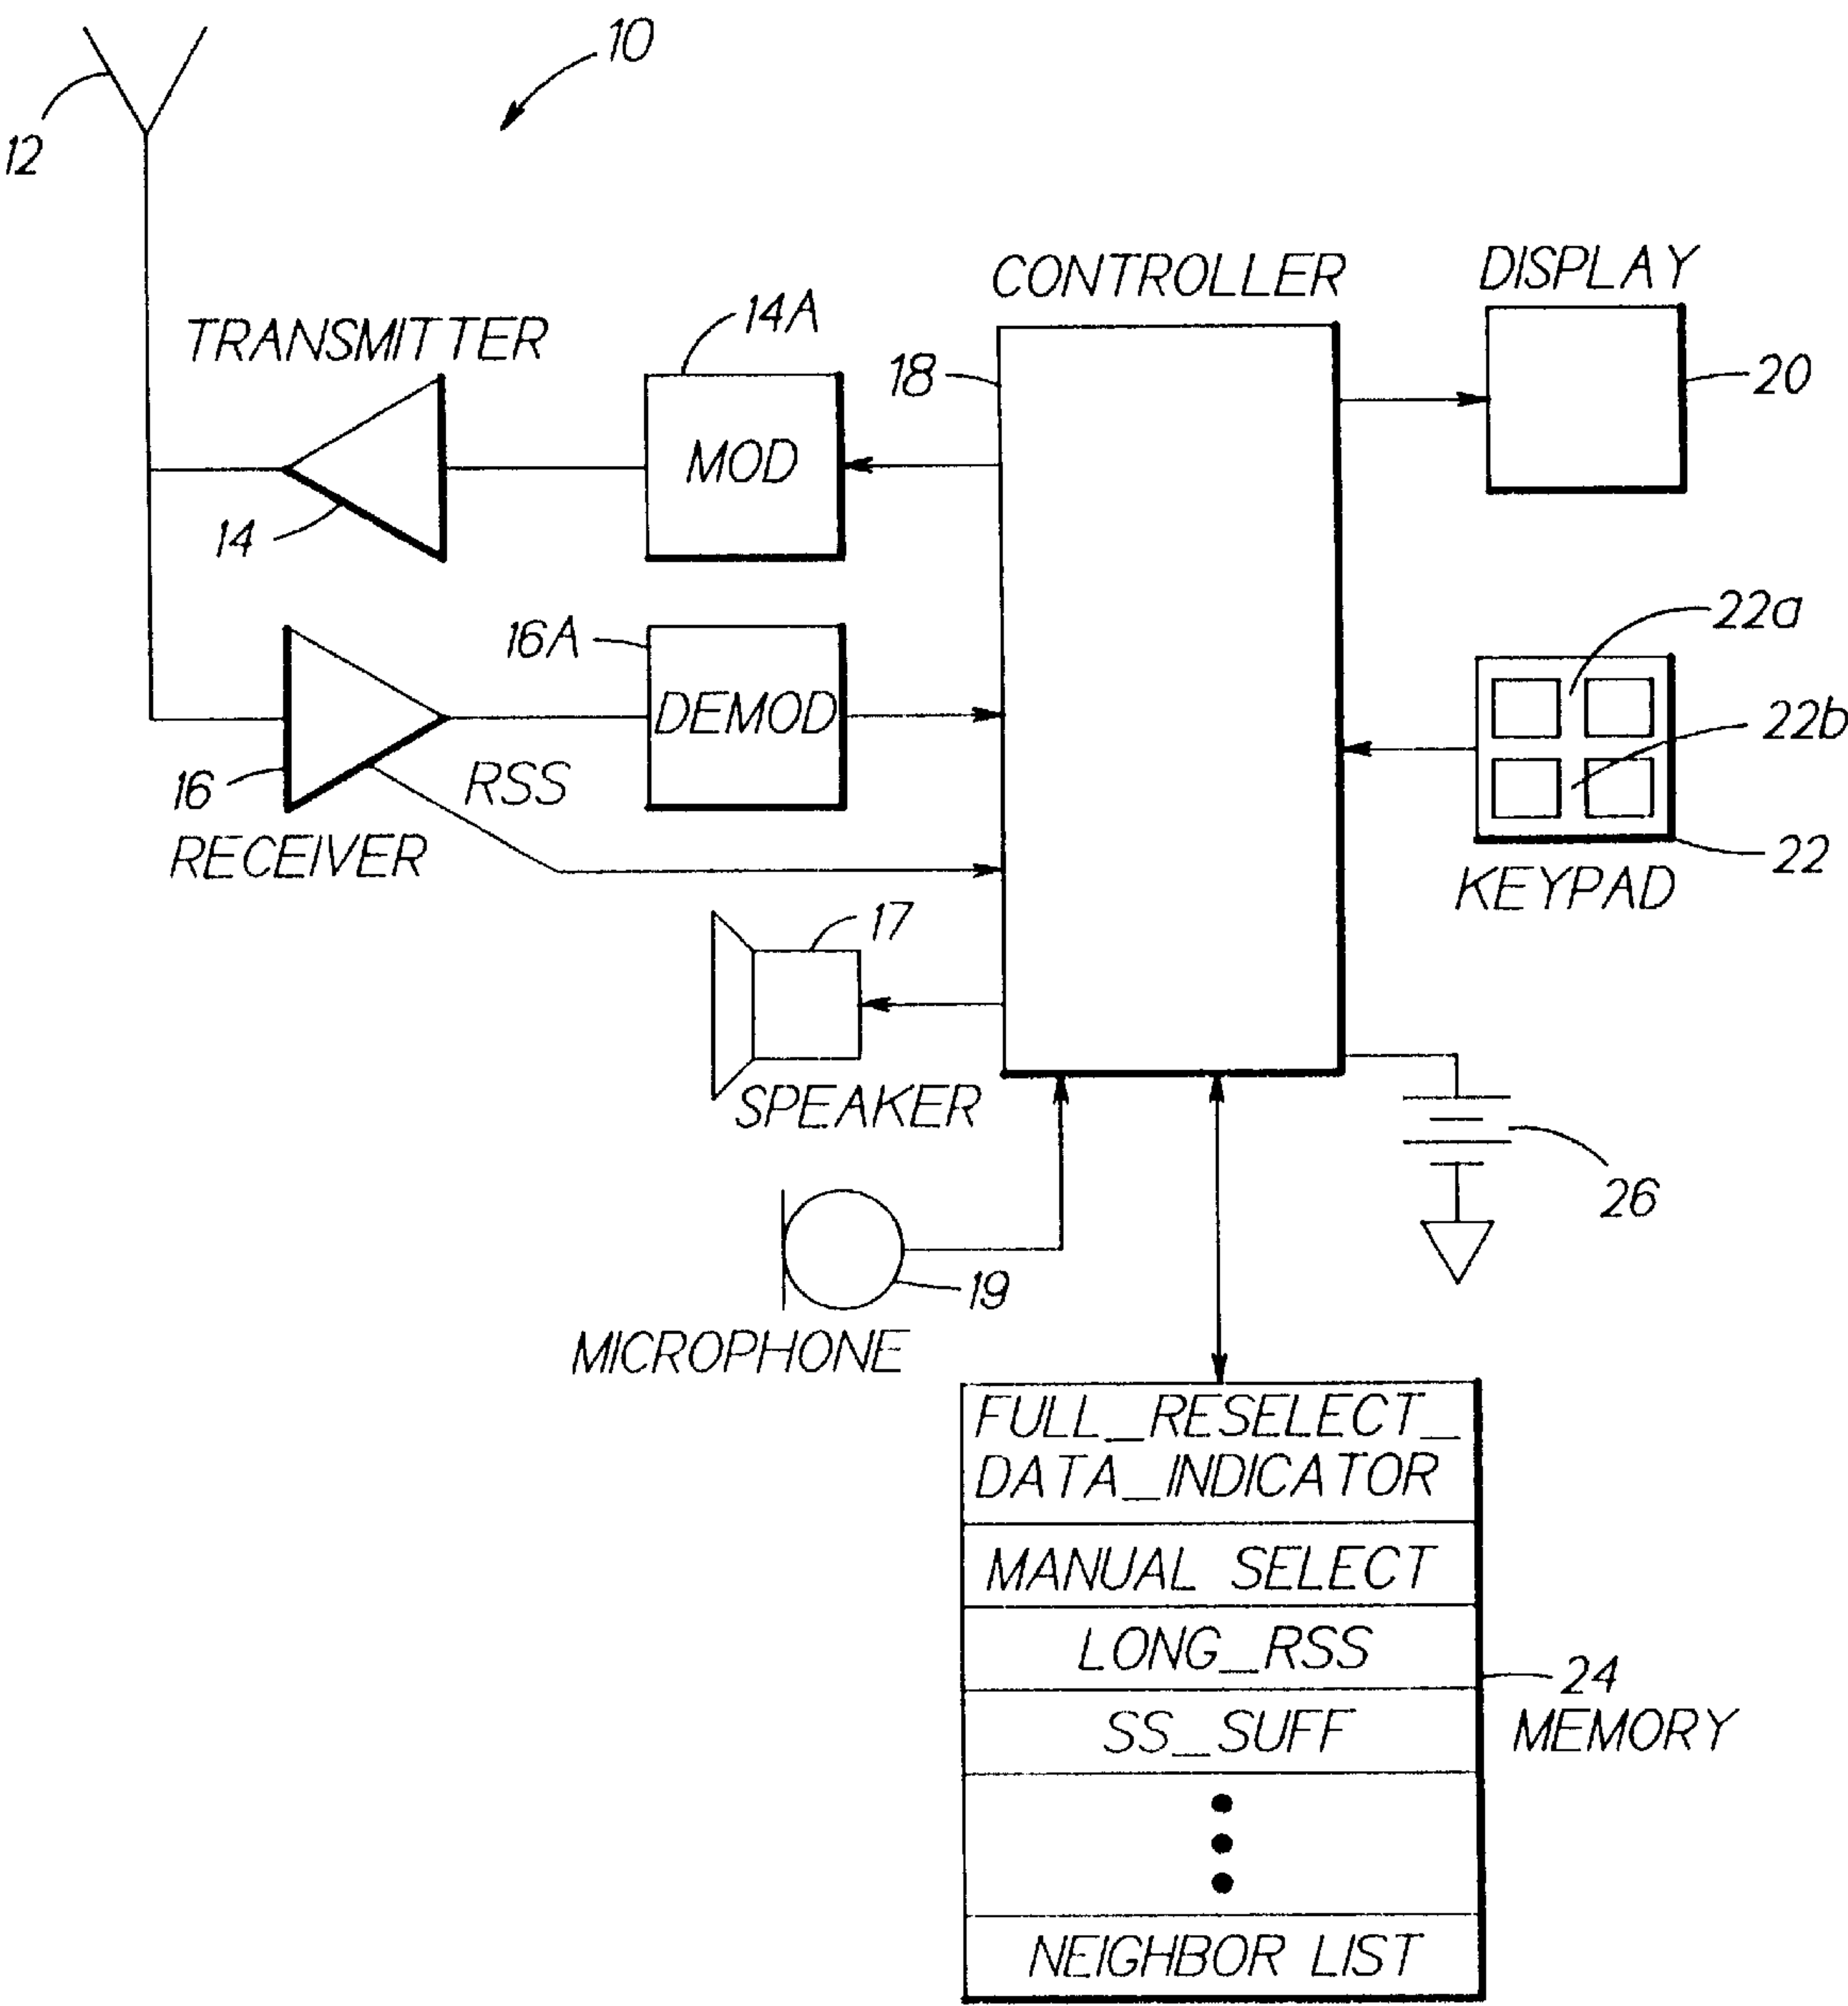 10
12
CONTROLLER
DISPLAY
TRANSMITTER
14A
18
20
MOD
14
22a
16A
22b
DEMOD
16
RSS
RECEIVER
22
KEYPAD
17
SPEAKER
26
19
MICROPHONE
FULL_RESELECT_
DATA_INDICATOR
MANUAL SELECT
LONG_RSS
24
MEMORY
SS_SUFF
NEIGHBOR LIST